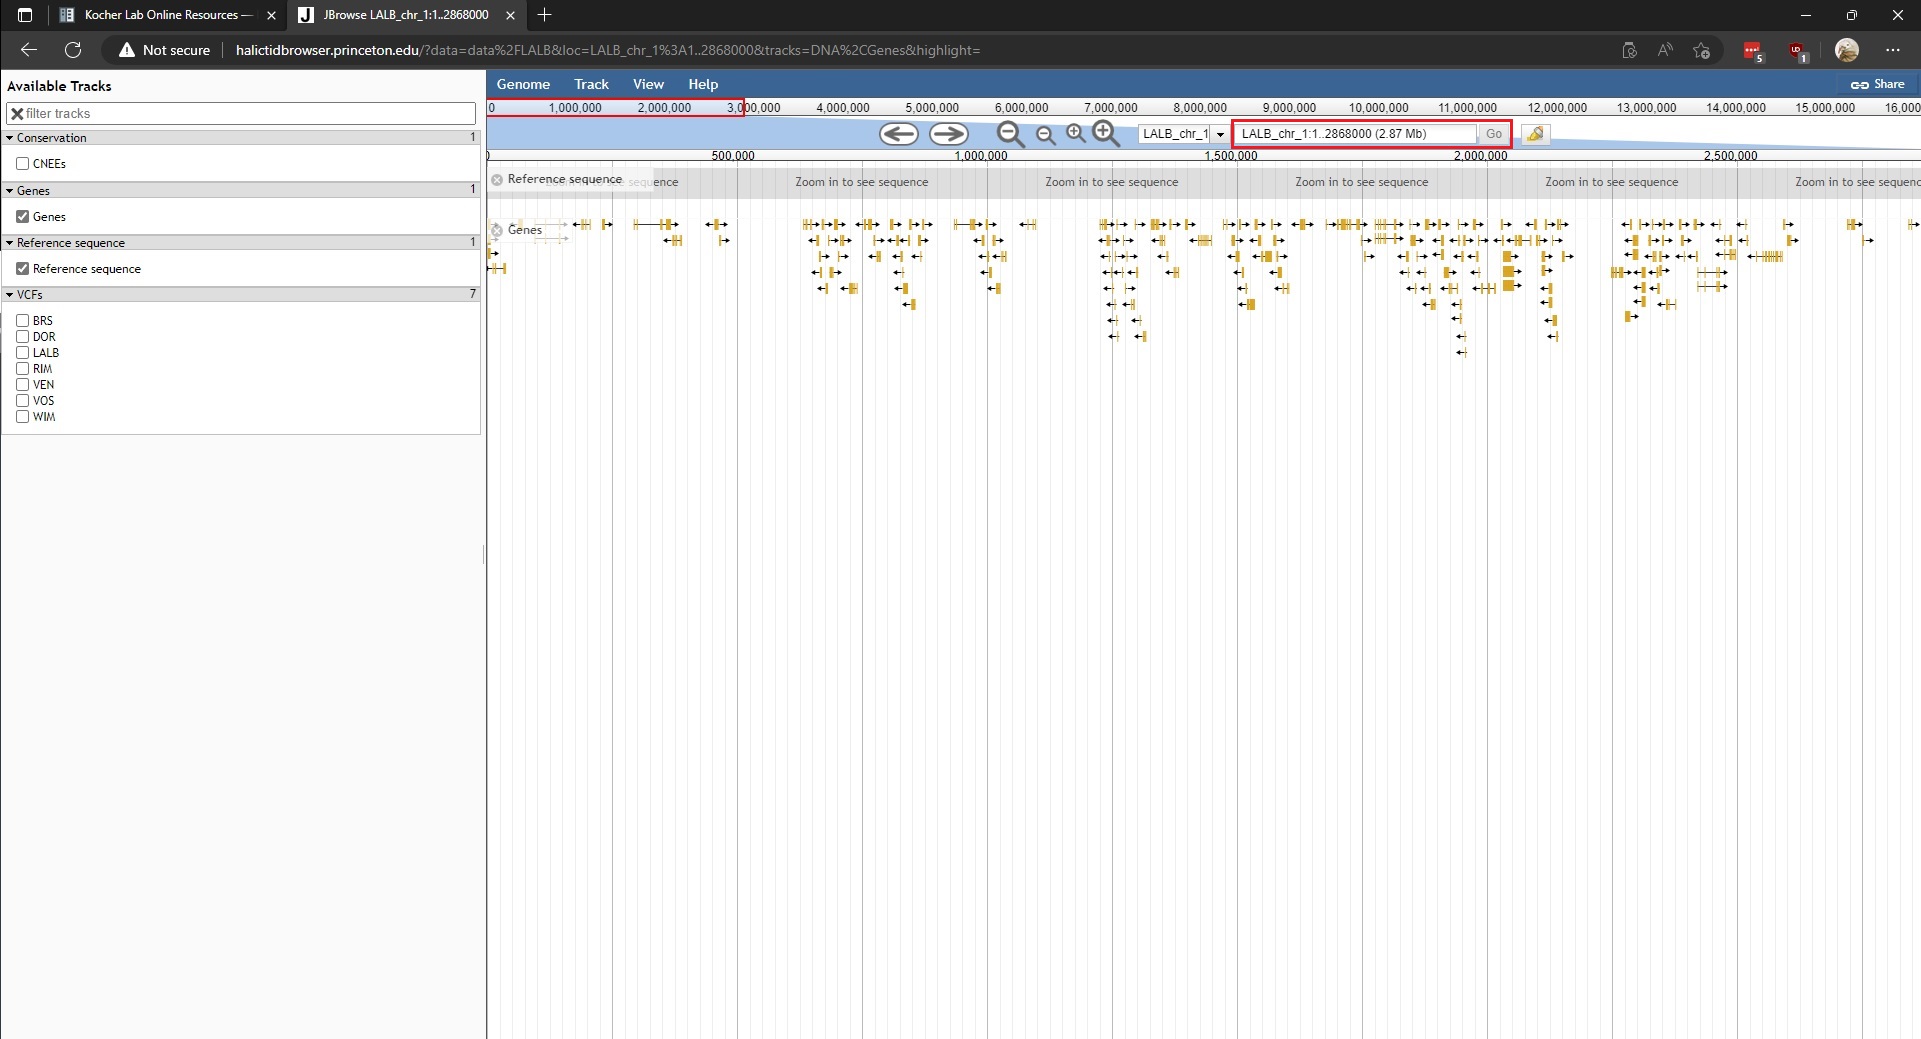 Kocher Lab Online Resources —
JBrowse LALB_chr_1:1..2868000
Not secure
halictidbrowser.princeton.edu/?data=data%2FLALB&loc=LALB_chr_1%3A1..2868000&tracks=DNA%2CGenes&highlight=
5
1
Available Tracks
filter tracks
Conservation 1
CNEEs
Genes 1
Genes
Reference sequence 1
Reference sequence
VCFs 7
BRS
DOR
LALB
RIM
VEN
VOS
WIM
Genome Track View Help
Share
0 1,000,000 2,000,000 3,000,000 4,000,000 5,000,000 6,000,000 7,000,000 8,000,000 9,000,000 10,000,000 11,000,000 12,000,000 13,000,000 14,000,000 15,000,000 16,000
LALB_chr_1
LALB_chr_1:1..2868000 (2.87 Mb)
Go
500,000 1,000,000 1,500,000 2,000,000 2,500,000
Reference sequence
Zoom in to see sequence Zoom in to see sequence Zoom in to see sequence Zoom in to see sequence Zoom in to see sequence Zoom in to see sequenc
Genes